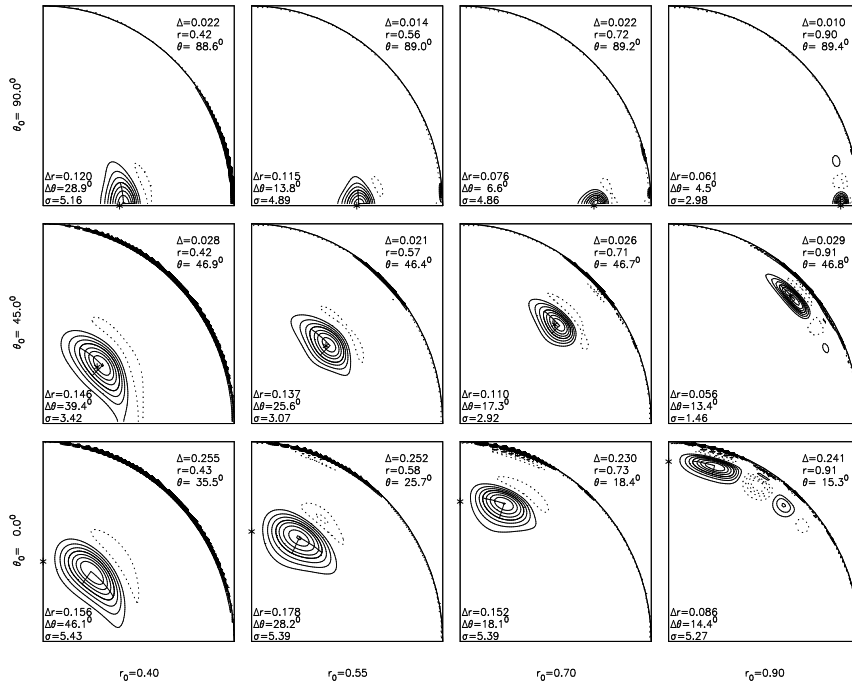 Δ=0.022
r=0.42
θ= 88.6⁰
Δr=0.120
Δθ=28.9⁰
σ=5.16
Δ=0.014
r=0.56
θ= 89.0⁰
Δr=0.115
Δθ=13.8⁰
σ=4.89
Δ=0.022
r=0.72
θ= 89.2⁰
Δr=0.076
Δθ= 6.6⁰
σ=4.86
Δ=0.010
r=0.90
θ= 89.4⁰
Δr=0.061
Δθ= 4.5⁰
σ=2.98
θ₀= 90.0⁰
Δ=0.028
r=0.42
θ= 46.9⁰
Δr=0.146
Δθ=39.4⁰
σ=3.42
Δ=0.021
r=0.57
θ= 46.4⁰
Δr=0.137
Δθ=25.6⁰
σ=3.07
Δ=0.026
r=0.71
θ= 46.7⁰
Δr=0.110
Δθ=17.3⁰
σ=2.92
Δ=0.029
r=0.91
θ= 46.8⁰
Δr=0.056
Δθ=13.4⁰
σ=1.46
θ₀= 45.0⁰
Δ=0.255
r=0.43
θ= 35.5⁰
Δr=0.156
Δθ=46.1⁰
σ=5.43
Δ=0.252
r=0.58
θ= 25.7⁰
Δr=0.178
Δθ=28.2⁰
σ=5.39
Δ=0.230
r=0.73
θ= 18.4⁰
Δr=0.152
Δθ=18.1⁰
σ=5.39
Δ=0.241
r=0.91
θ= 15.3⁰
Δr=0.086
Δθ=14.4⁰
σ=5.27
θ₀= 0.0⁰
r₀=0.40
r₀=0.55
r₀=0.70
r₀=0.90